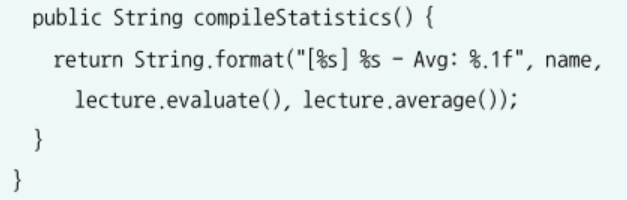 public String compileStatistics() {
return String.format("[%s] %s - Avg: %.1f", name,
lecture.evaluate(), lecture.average());
}
}